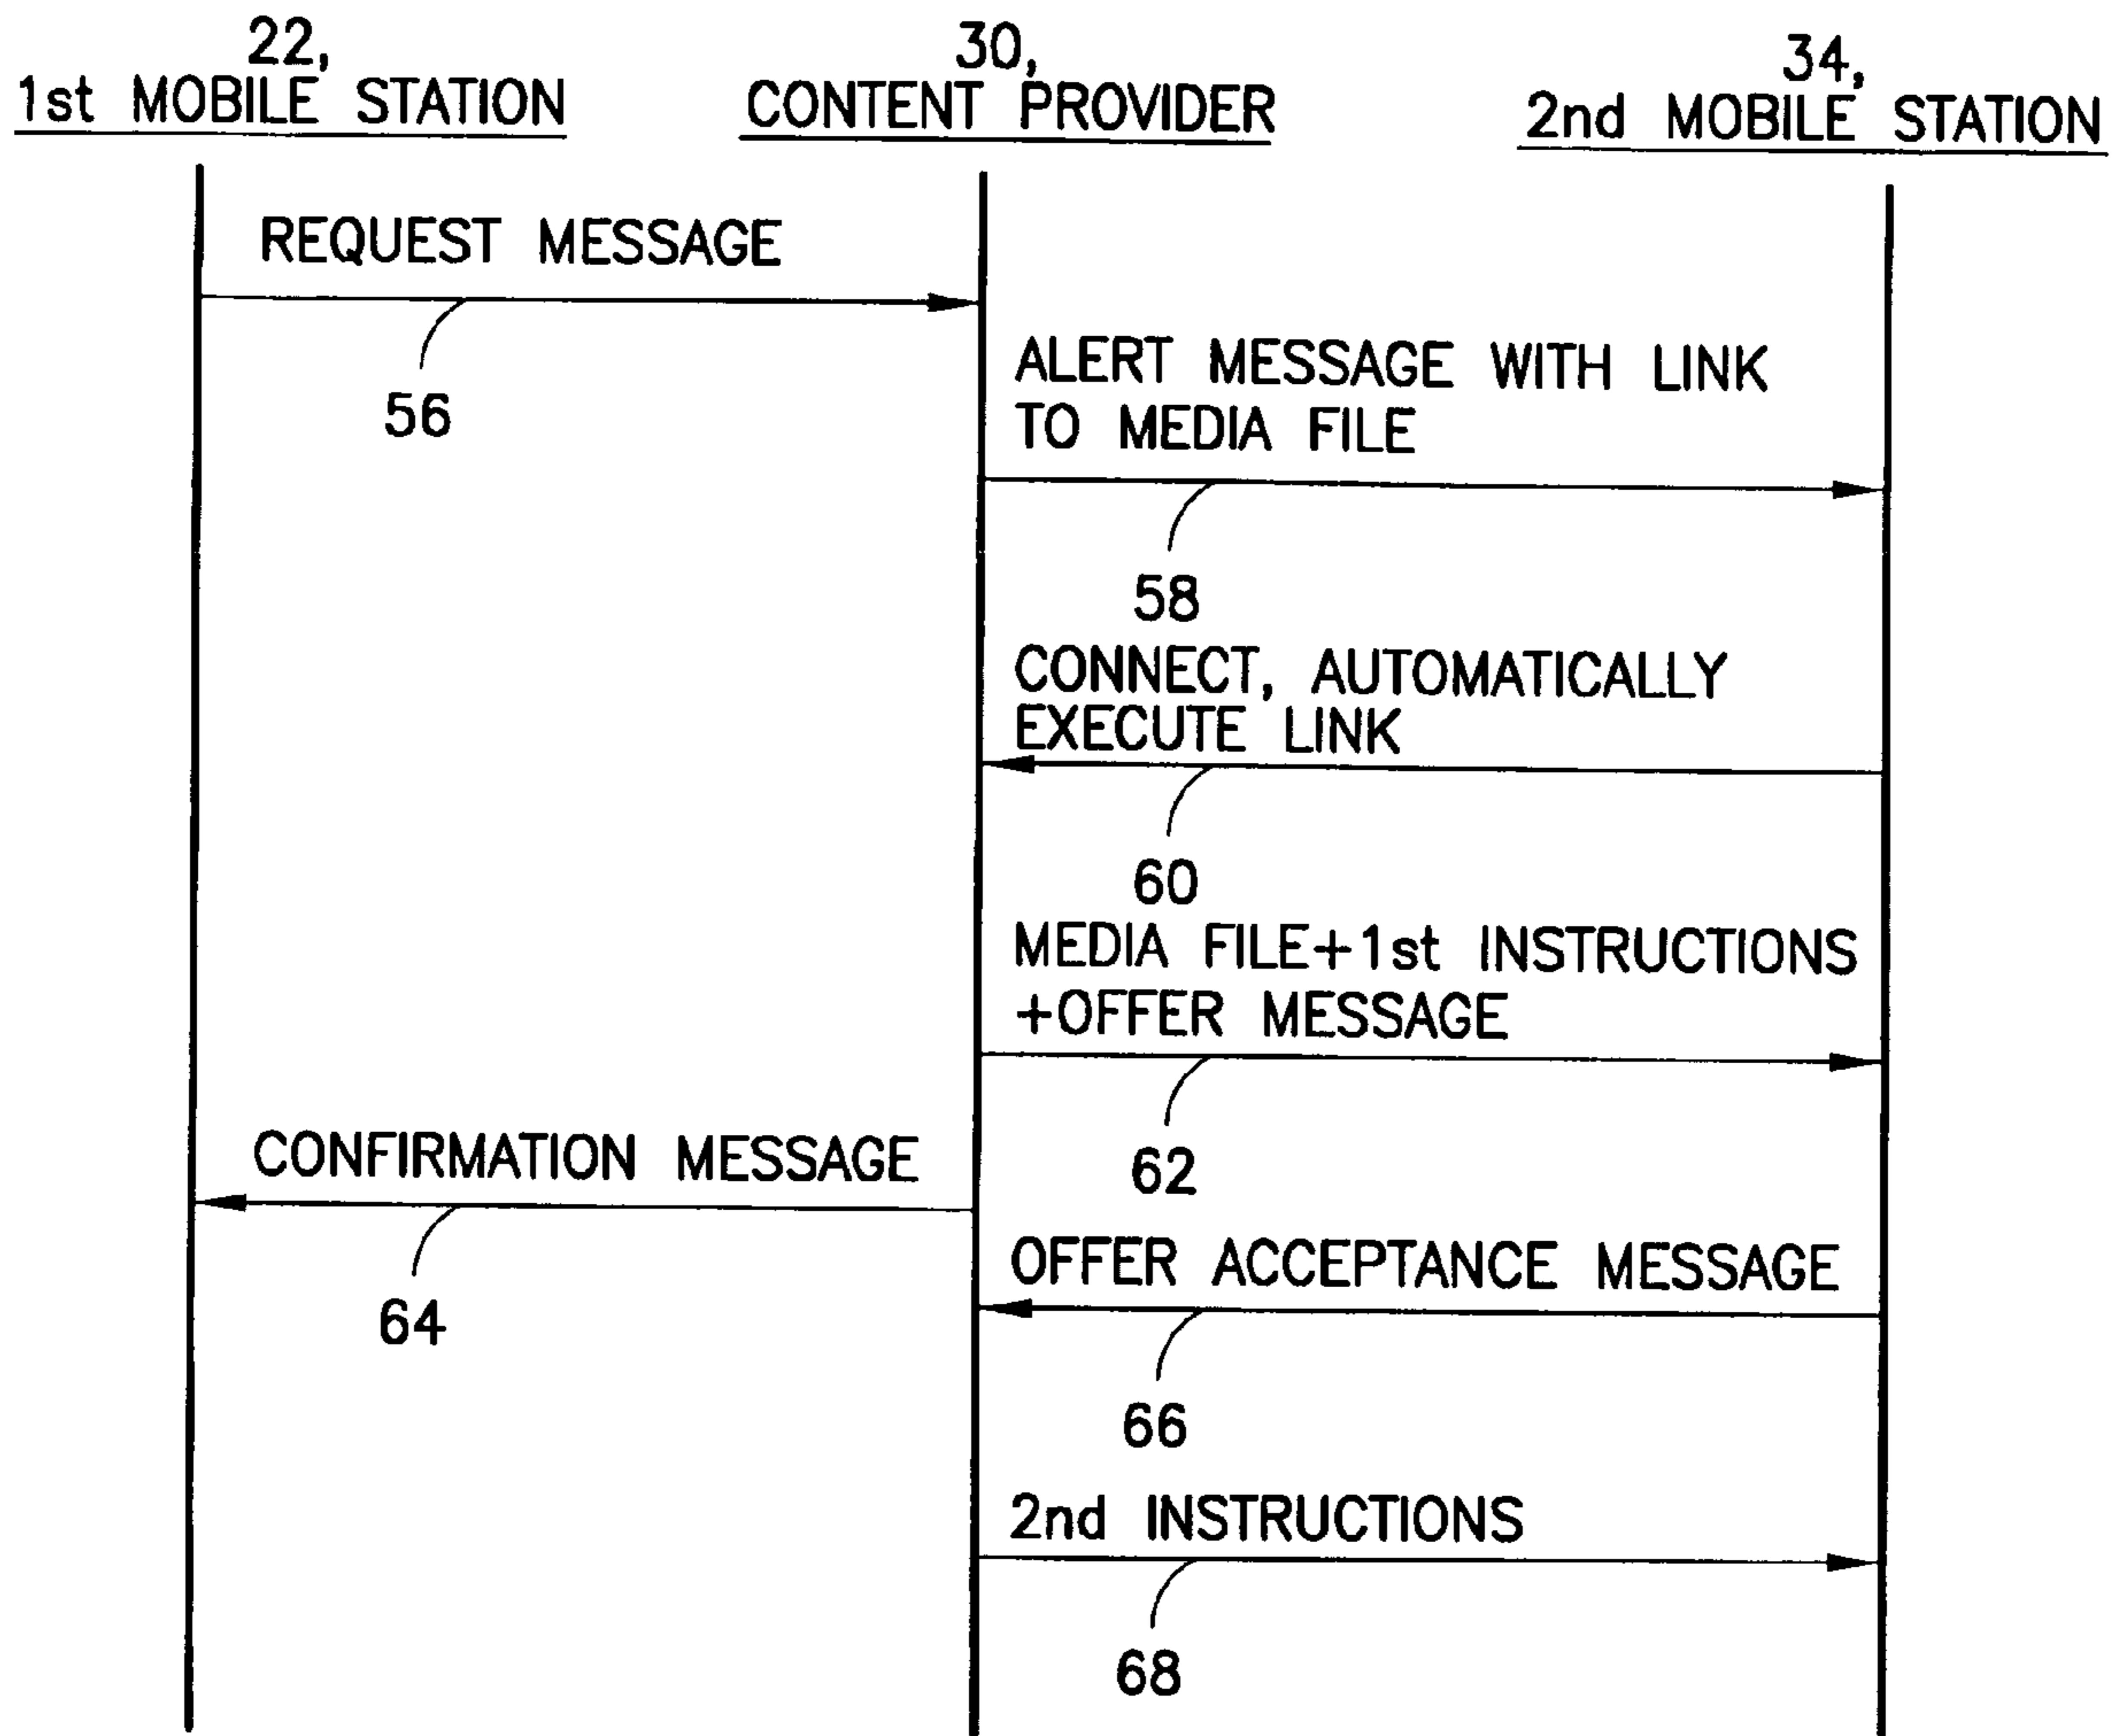 22,
1st MOBILE STATION
30,
CONTENT PROVIDER
34,
2nd MOBILE STATION
REQUEST MESSAGE
56
ALERT MESSAGE WITH LINK
TO MEDIA FILE
58
CONNECT, AUTOMATICALLY
EXECUTE LINK
60
MEDIA FILE+1st INSTRUCTIONS
+OFFER MESSAGE
62
CONFIRMATION MESSAGE
64
OFFER ACCEPTANCE MESSAGE
66
2nd INSTRUCTIONS
68